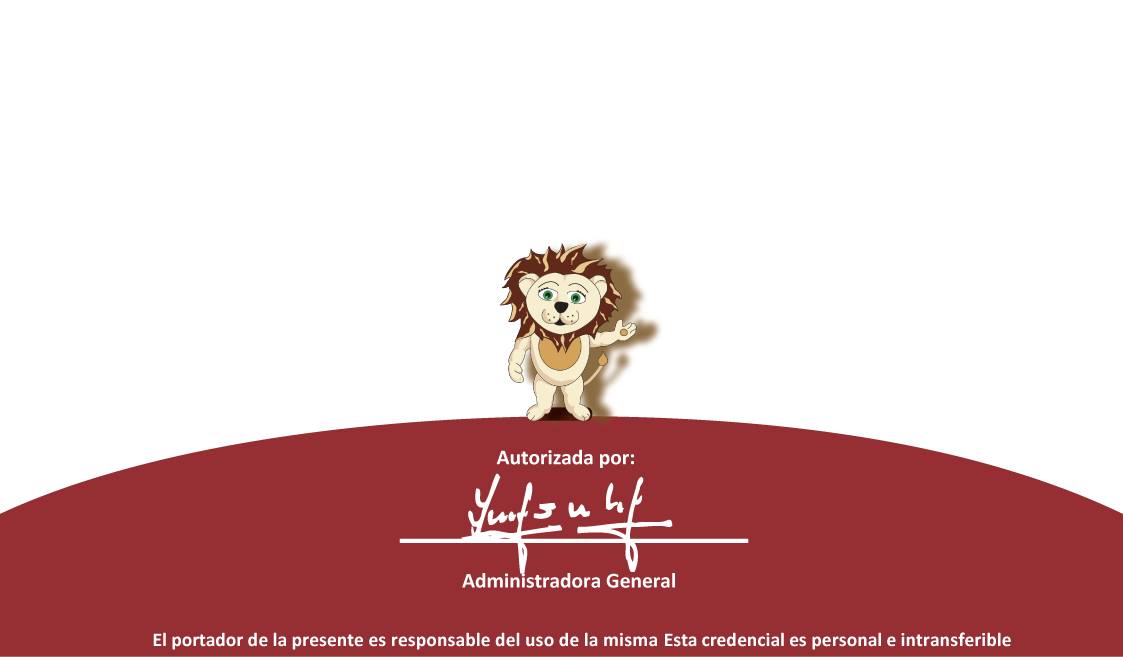 Autorizada por:
Administradora General
El portador de la presente es responsable del uso de la misma Esta credencial es personal e intransferible